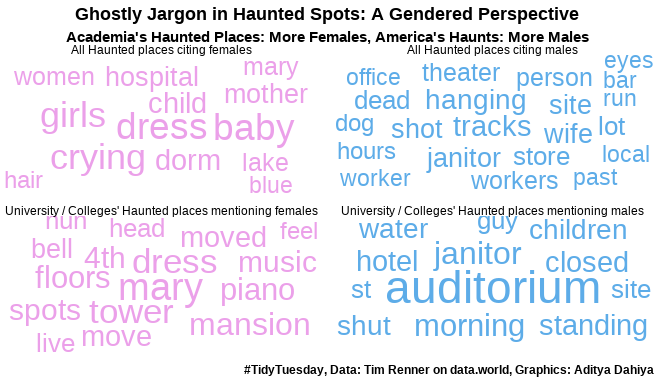 Ghostly Jargon in Haunted Spots: A Gendered Perspective
Academia's Haunted Places: More Females, America's Haunts: More Males
All Haunted places citing females
women hospital mary
child mother
girls dress baby
crying dorm lake
hair blue
All Haunted places citing males
eyes
office theater person bar
dead hanging site run
dog shot tracks wife lot
hours janitor store local
worker workers past
University / Colleges' Haunted places mentioning females
nun head moved feel
bell 4th dress music
floors mary piano
spots tower mansion
live move
University / Colleges' Haunted places mentioning males
water guy children
hotel janitor closed
st auditorium site
shut morning standing
#TidyTuesday, Data: Tim Renner on data.world, Graphics: Aditya Dahiya